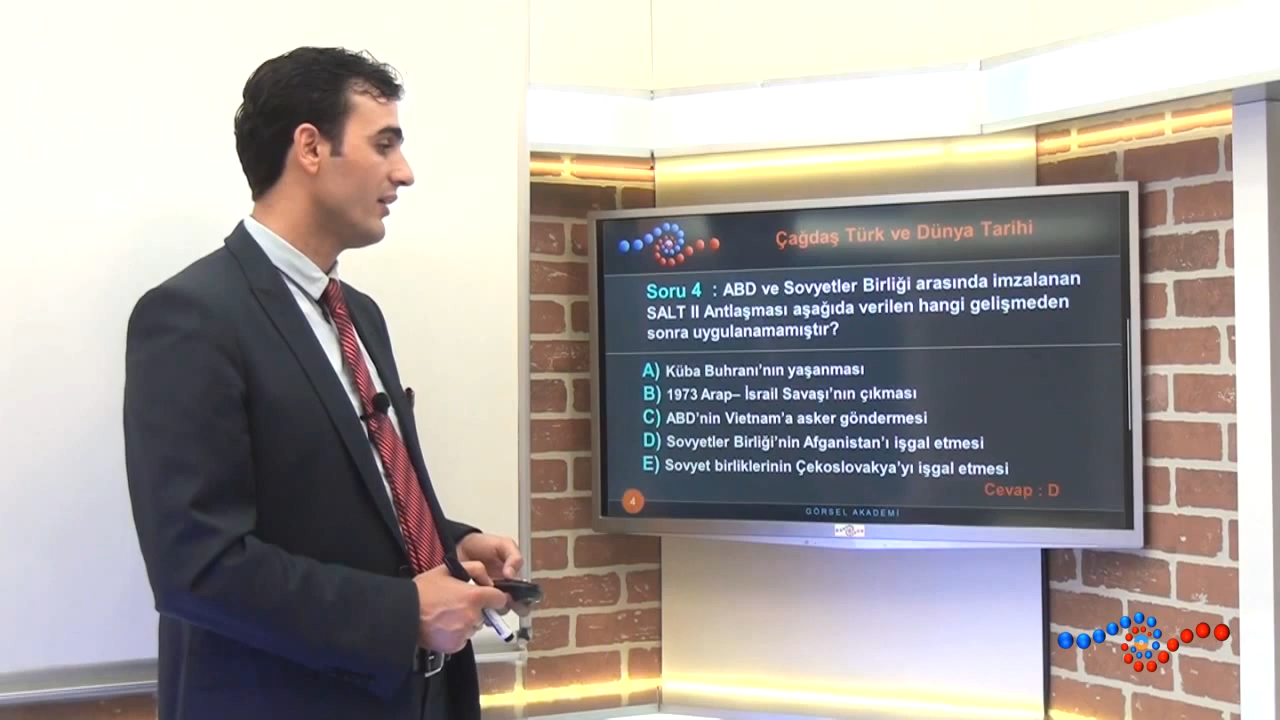 Çağdaş Türk ve Dünya Tarihi
Soru 4 : ABD ve Sovyetler Birliği arasında imzalanan
SALT II Antlaşması aşağıda verilen hangi gelişmeden
sonra uygulanamamıştır?
A) Küba Buhranı’nın yaşanması
B) 1973 Arap– İsrail Savaşı’nın çıkması
C) ABD’nin Vietnam’a asker göndermesi
D) Sovyetler Birliği’nin Afganistan’ı işgal etmesi
E) Sovyet birliklerinin Çekoslovakya’yı işgal etmesi
Cevap : D
4
GÖRSEL AKADEMİ